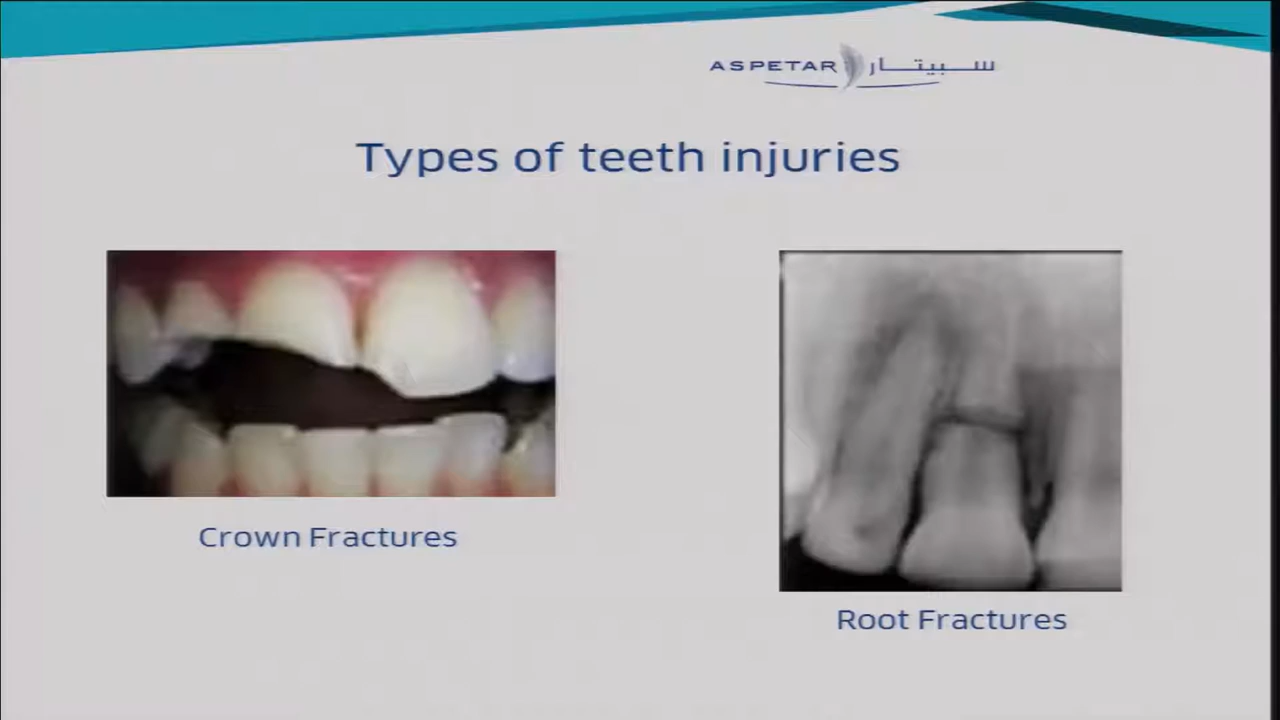 ASPETAR سبيتار
Types of teeth injuries
Crown Fractures
Root Fractures